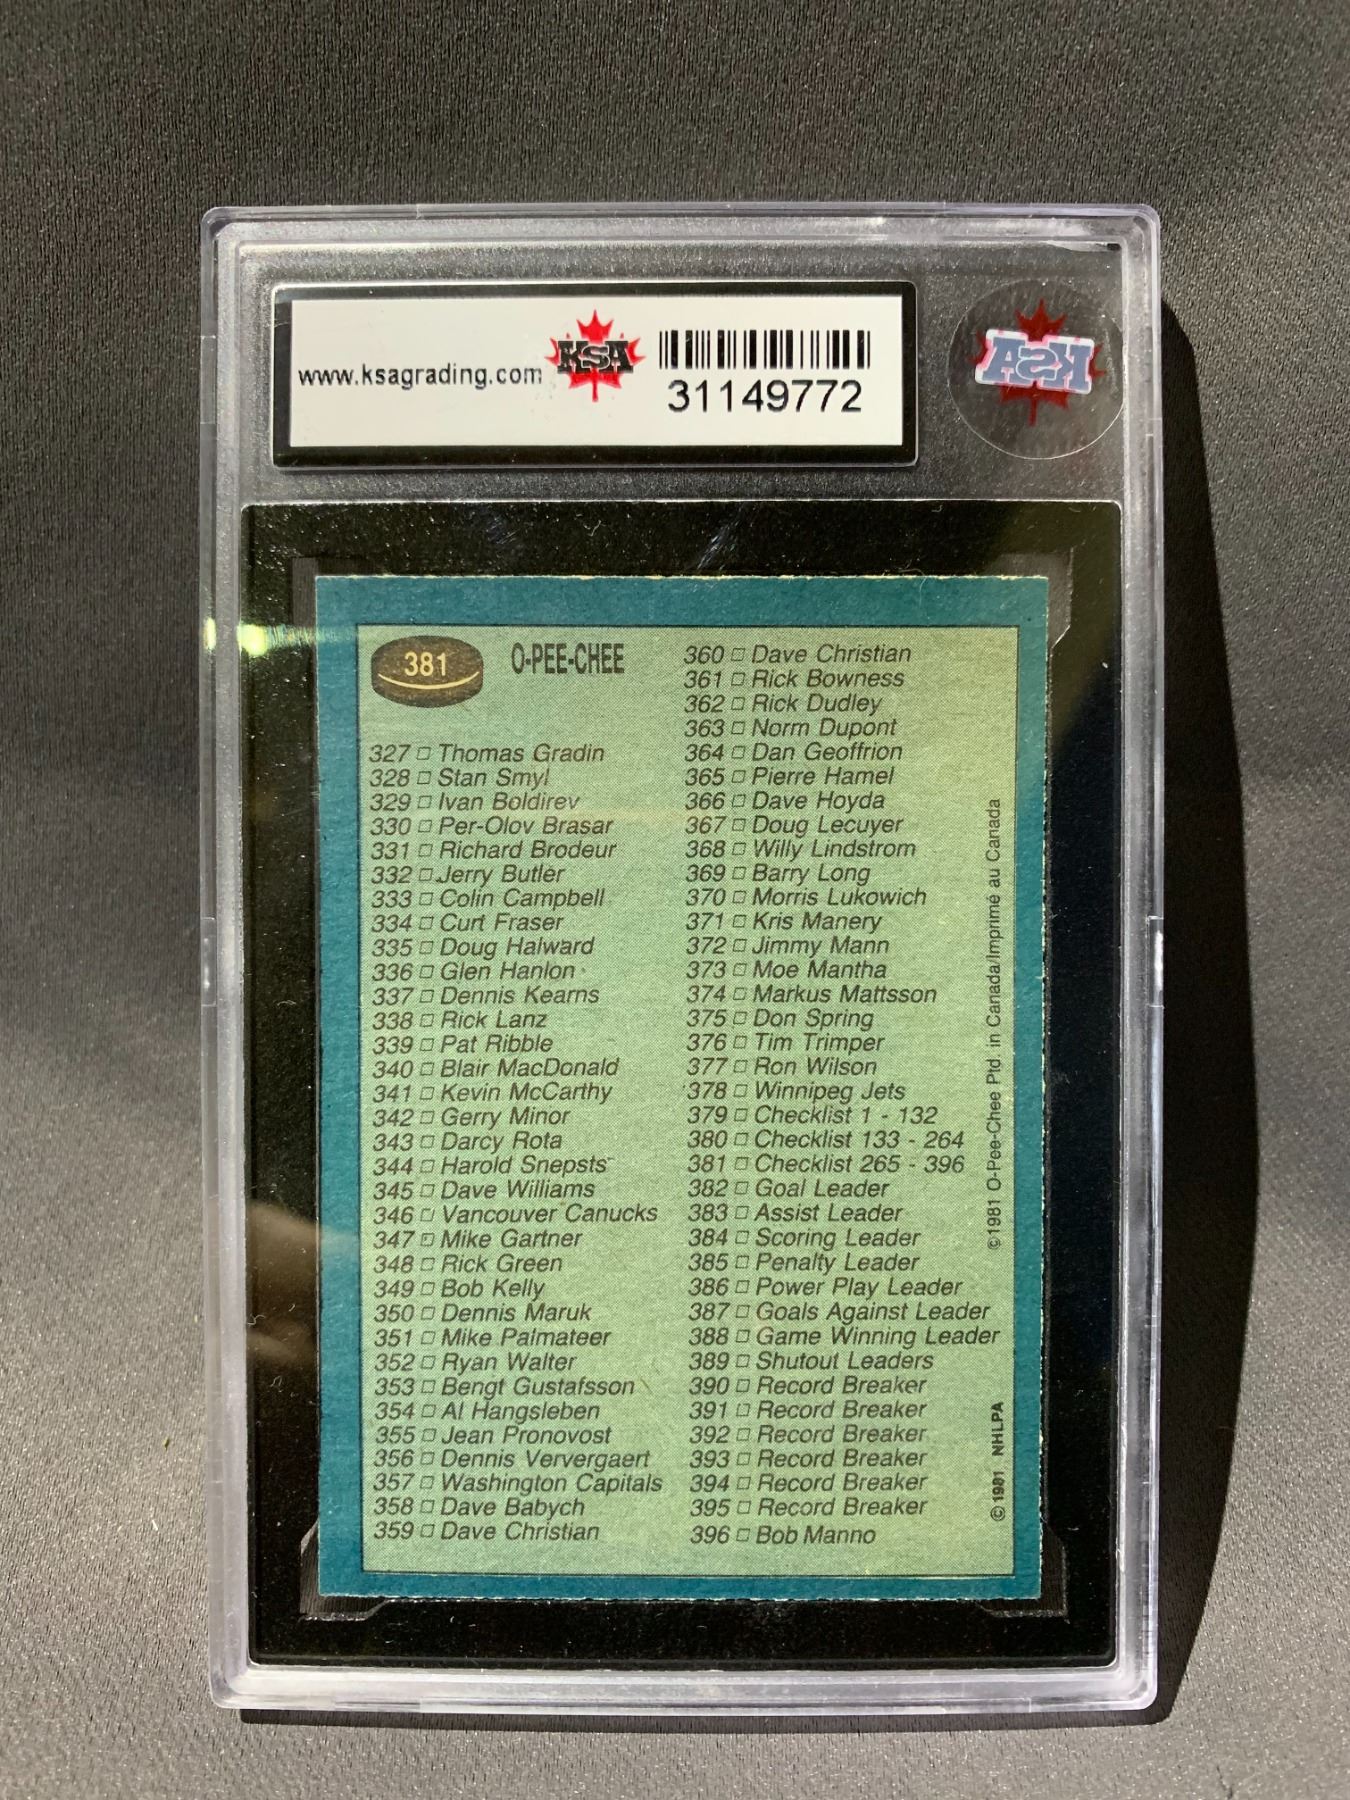 www.ksagrading.com
KSA
31149772
KSA
381
O-PEE-CHEE
327 □ Thomas Gradin
328 □ Stan Smyl
329 □ Ivan Boldirev
330 □ Per-Olov Brasar
331 □ Richard Brodeur
332 □ Jerry Butler
333 □ Colin Campbell
334 □ Curt Fraser
335 □ Doug Halward
336 □ Glen Hanlon
337 □ Dennis Kearns
338 □ Rick Lanz
339 □ Pat Ribble
340 □ Blair MacDonald
341 □ Kevin McCarthy
342 □ Gerry Minor
343 □ Darcy Rota
344 □ Harold Snepsts
345 □ Dave Williams
346 □ Vancouver Canucks
347 □ Mike Gartner
348 □ Rick Green
349 □ Bob Kelly
350 □ Dennis Maruk
351 □ Mike Palmateer
352 □ Ryan Walter
353 □ Bengt Gustafsson
354 □ Al Hangsleben
355 □ Jean Pronovost
356 □ Dennis Ververgaert
357 □ Washington Capitals
358 □ Dave Babych
359 □ Dave Christian
360 □ Dave Christian
361 □ Rick Bowness
362 □ Rick Dudley
363 □ Norm Dupont
364 □ Dan Geoffrion
365 □ Pierre Hamel
366 □ Dave Hoyda
367 □ Doug Lecuyer
368 □ Willy Lindstrom
369 □ Barry Long
370 □ Morris Lukowich
371 □ Kris Manery
372 □ Jimmy Mann
373 □ Moe Mantha
374 □ Markus Mattsson
375 □ Don Spring
376 □ Tim Trimper
377 □ Ron Wilson
378 □ Winnipeg Jets
379 □ Checklist 1 - 132
380 □ Checklist 133 - 264
381 □ Checklist 265 - 396
382 □ Goal Leader
383 □ Assist Leader
384 □ Scoring Leader
385 □ Penalty Leader
386 □ Power Play Leader
387 □ Goals Against Leader
388 □ Game Winning Leader
389 □ Shutout Leaders
390 □ Record Breaker
391 □ Record Breaker
392 □ Record Breaker
393 □ Record Breaker
394 □ Record Breaker
395 □ Record Breaker
396 □ Bob Manno
©1981 O-Pee-Chee Ptd. in Canada/Imprimé au Canada
© 1981 NHLPA